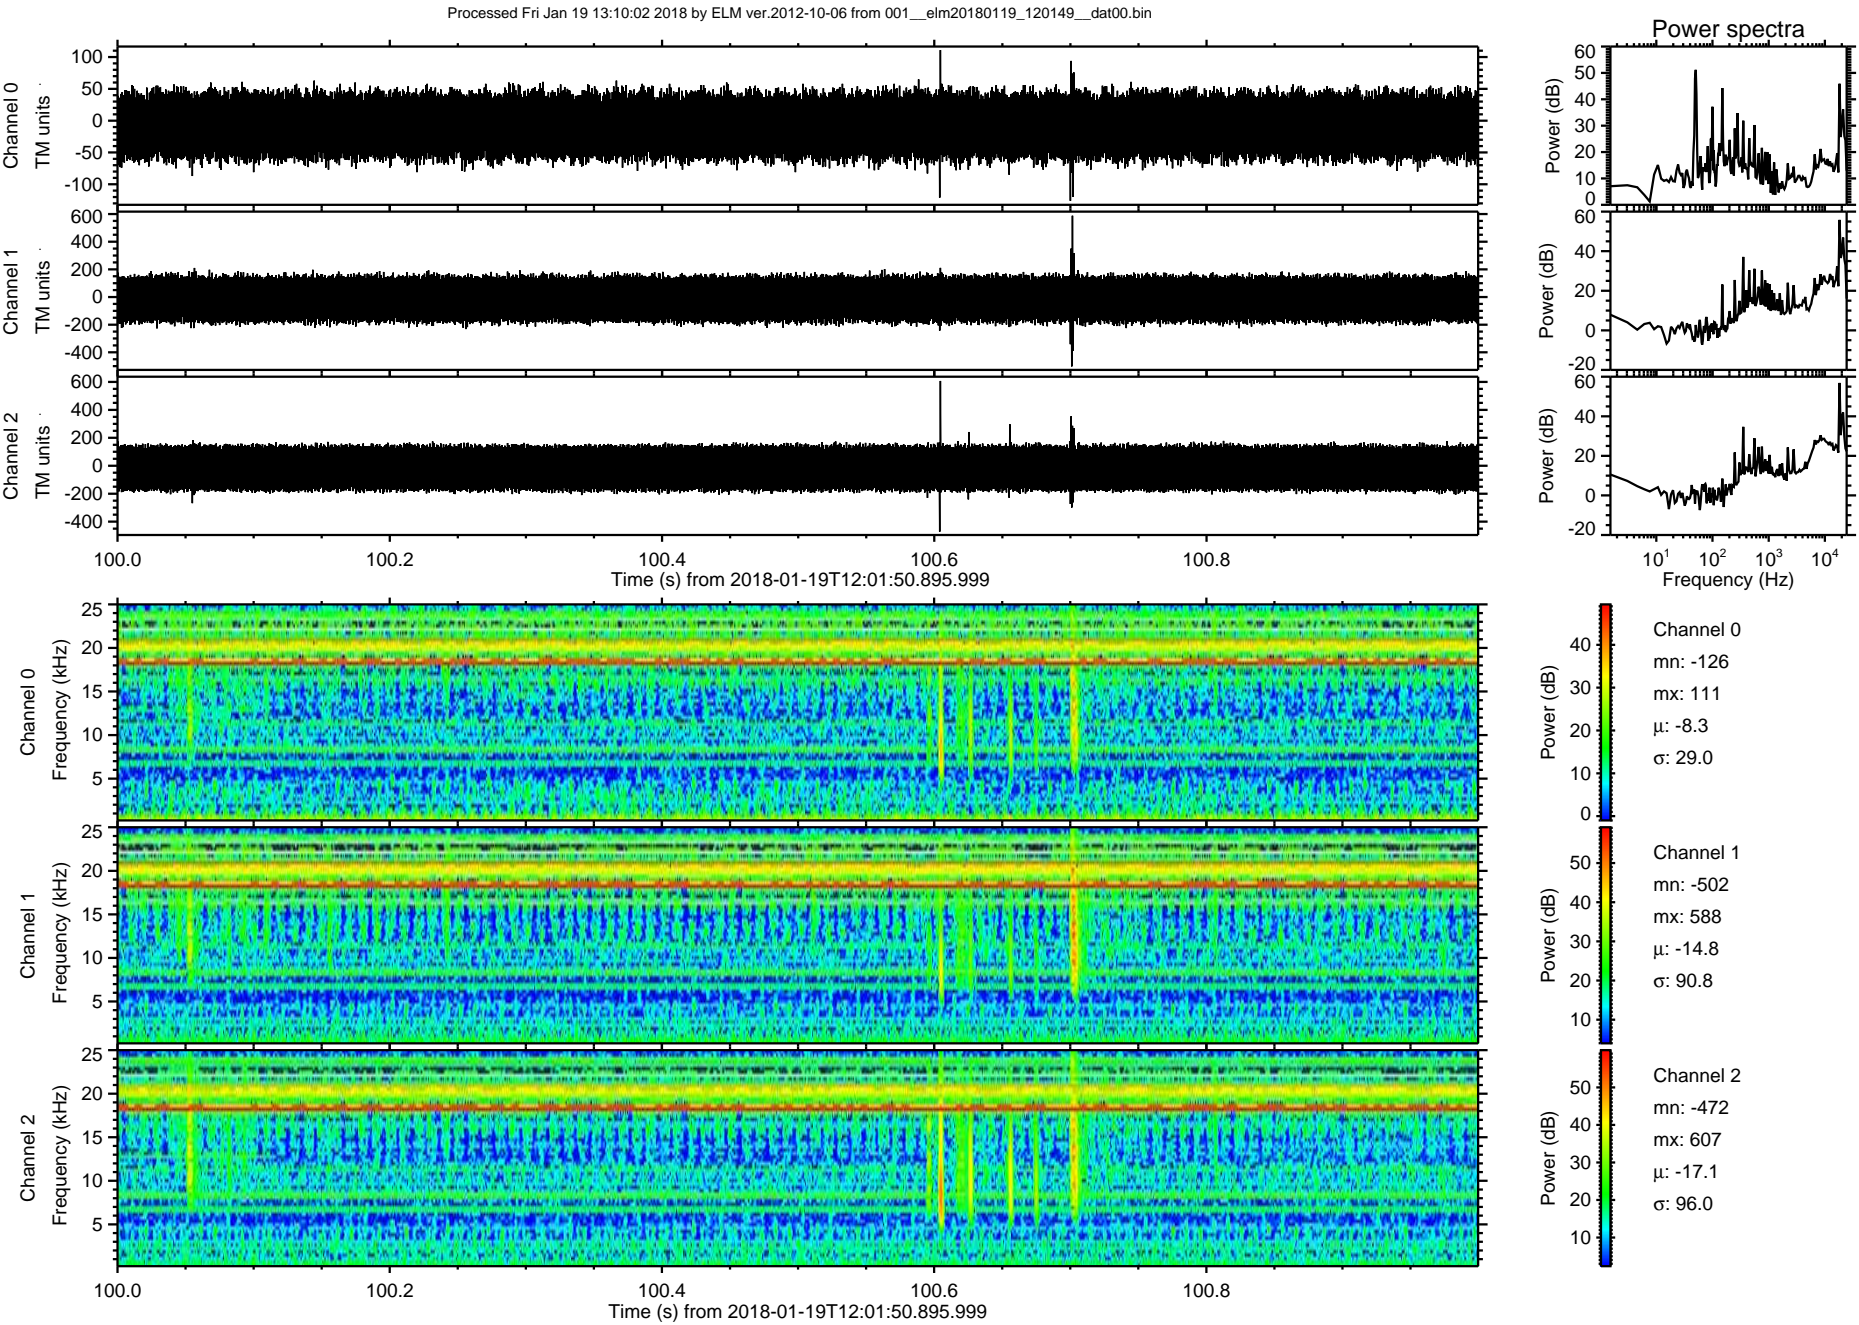 Processed Fri Jan 19 13:10:02 2018 by ELM ver.2012-10-06 from 001__elm20180119_120149__dat00.bin
Power spectra
Channel 0
TM units
100
50
0
-50
-100
Power (dB)
60
50
40
30
20
10
0
Channel 1
TM units
600
400
200
0
-200
-400
Power (dB)
60
40
20
0
-20
Channel 2
TM units
600
400
200
0
-200
-400
Power (dB)
60
40
20
0
-20
100.0 100.2 100.4 100.6 100.8
Time (s) from 2018-01-19T12:01:50.895.999
10¹ 10² 10³ 10⁴
Frequency (Hz)
Channel 0
Frequency (kHz)
25
20
15
10
5
Power (dB)
40
30
20
10
0
Channel 0
mn: -126
mx: 111
μ: -8.3
σ: 29.0
Channel 1
Frequency (kHz)
25
20
15
10
5
Power (dB)
50
40
30
20
10
Channel 1
mn: -502
mx: 588
μ: -14.8
σ: 90.8
Channel 2
Frequency (kHz)
25
20
15
10
5
Power (dB)
50
40
30
20
10
Channel 2
mn: -472
mx: 607
μ: -17.1
σ: 96.0
100.0 100.2 100.4 100.6 100.8
Time (s) from 2018-01-19T12:01:50.895.999